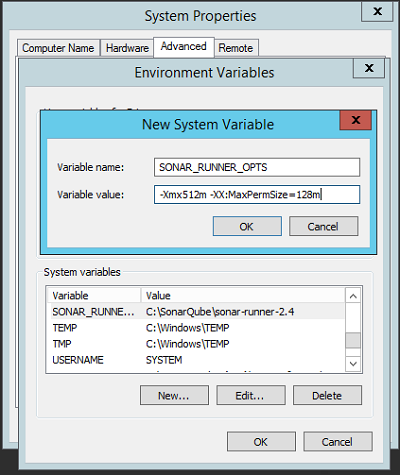 System Properties
x
Computer Name Hardware Advanced Remote
Environment Variables
x
New System Variable
x
Variable name: SONAR_RUNNER_OPTS
Variable value: -Xmx512m -XX:MaxPermSize=128m
OK Cancel
System variables
Variable Value
SONAR_RUNNE... C:\SonarQube\sonar-runner-2.4
TEMP C:\Windows\TEMP
TMP C:\Windows\TEMP
USERNAME SYSTEM
New... Edit... Delete
OK Cancel